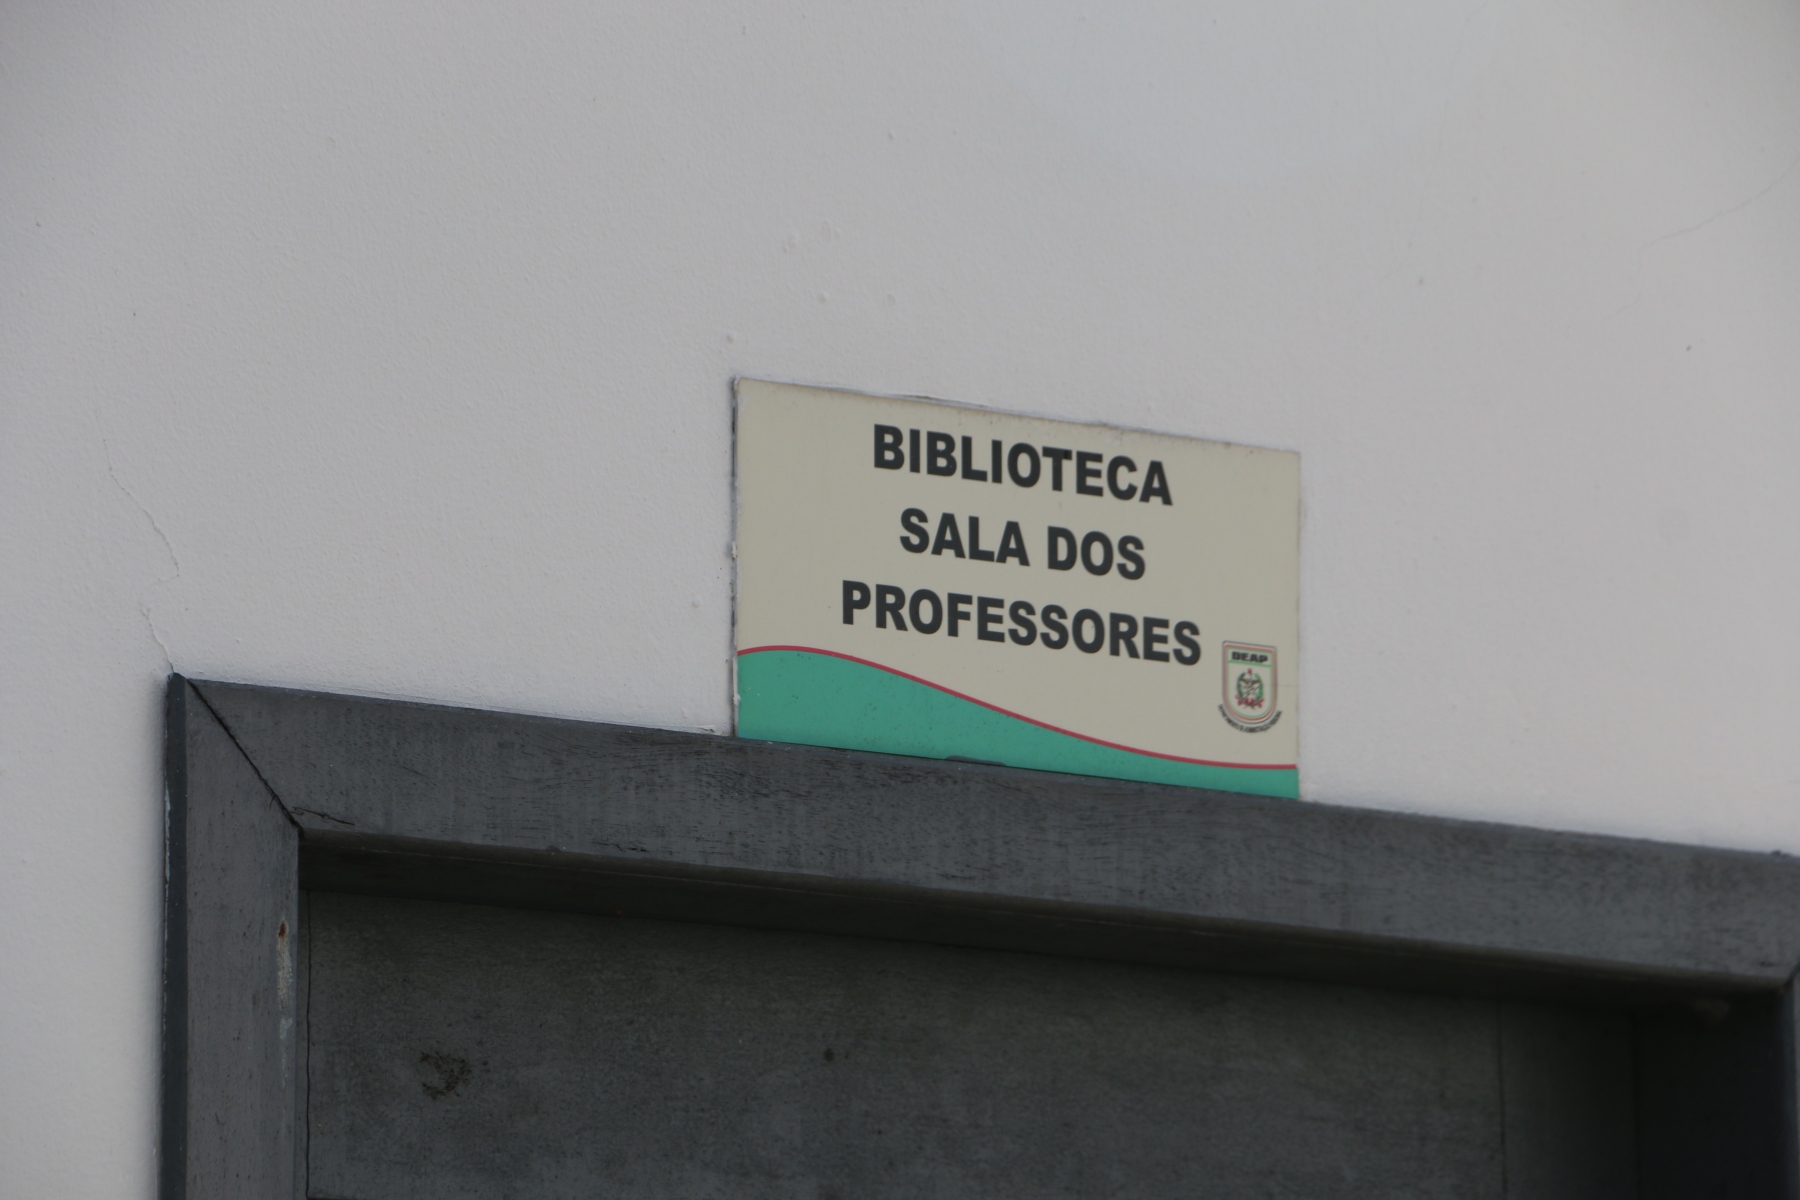 BIBLIOTECA
SALA DOS
PROFESSORES
DEAP